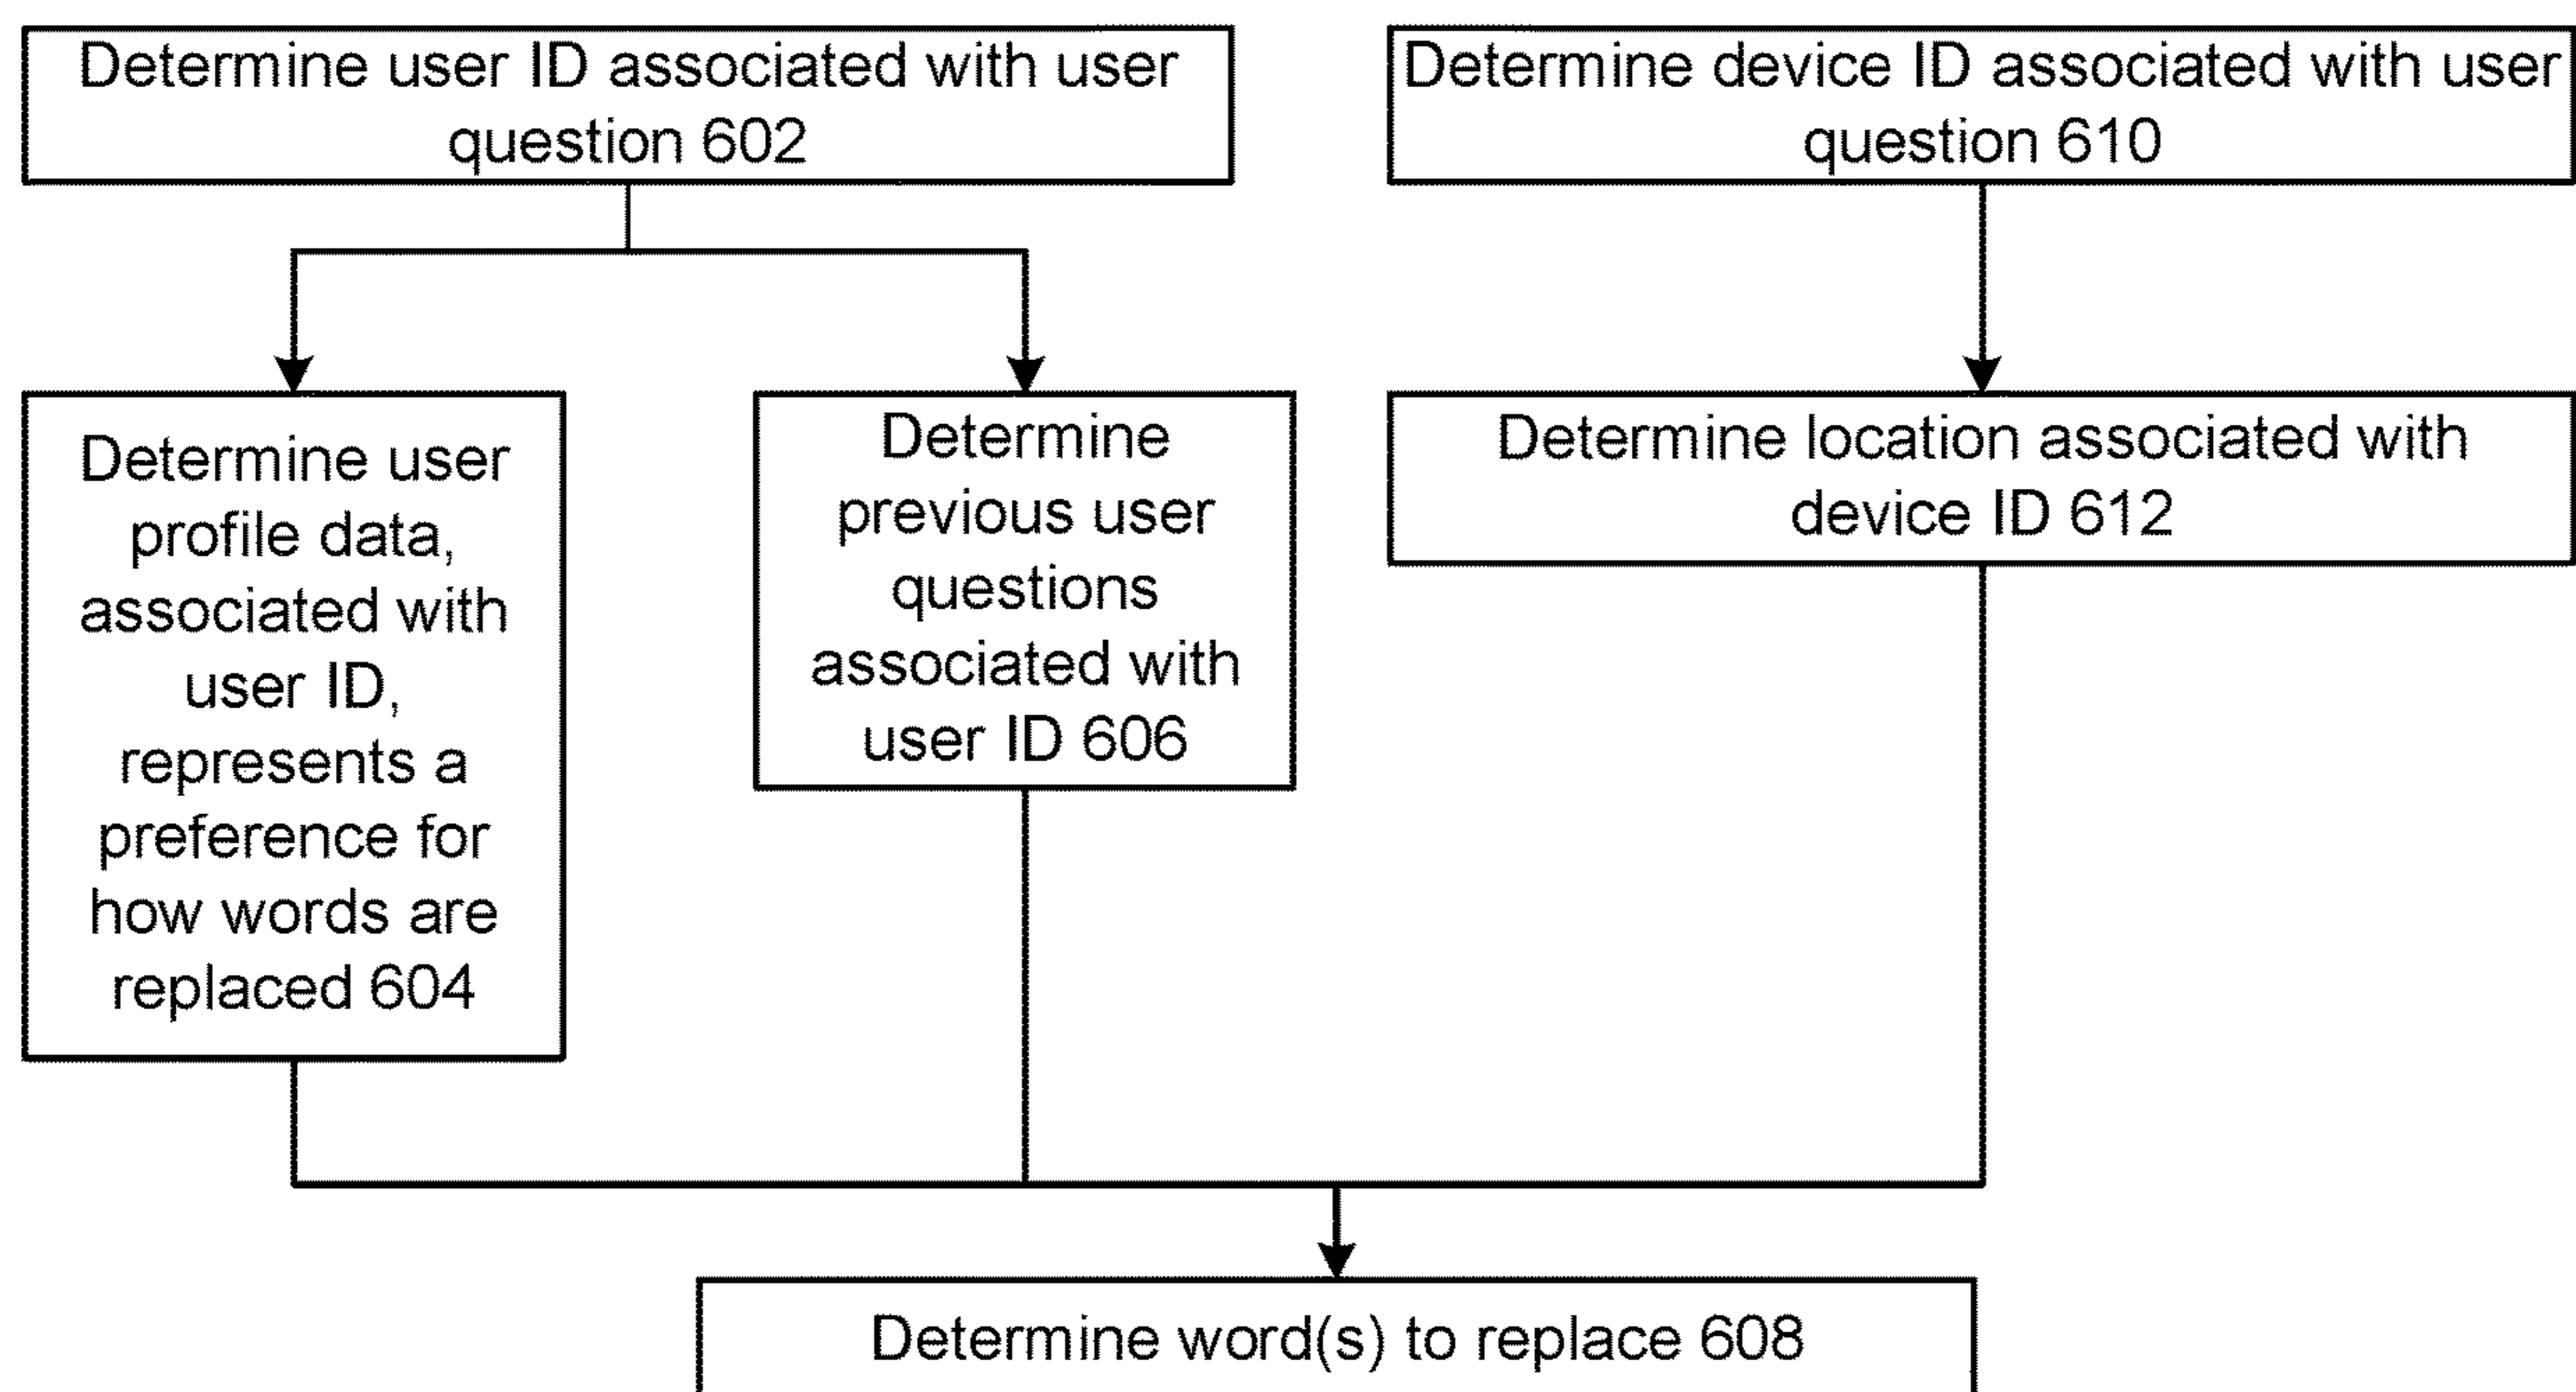 Determine user ID associated with user
question 602
Determine device ID associated with user
question 610
Determine user
profile data,
associated with
user ID,
represents a
preference for
how words are
replaced 604
Determine
previous user
questions
associated with
user ID 606
Determine location associated with
device ID 612
Determine word(s) to replace 608